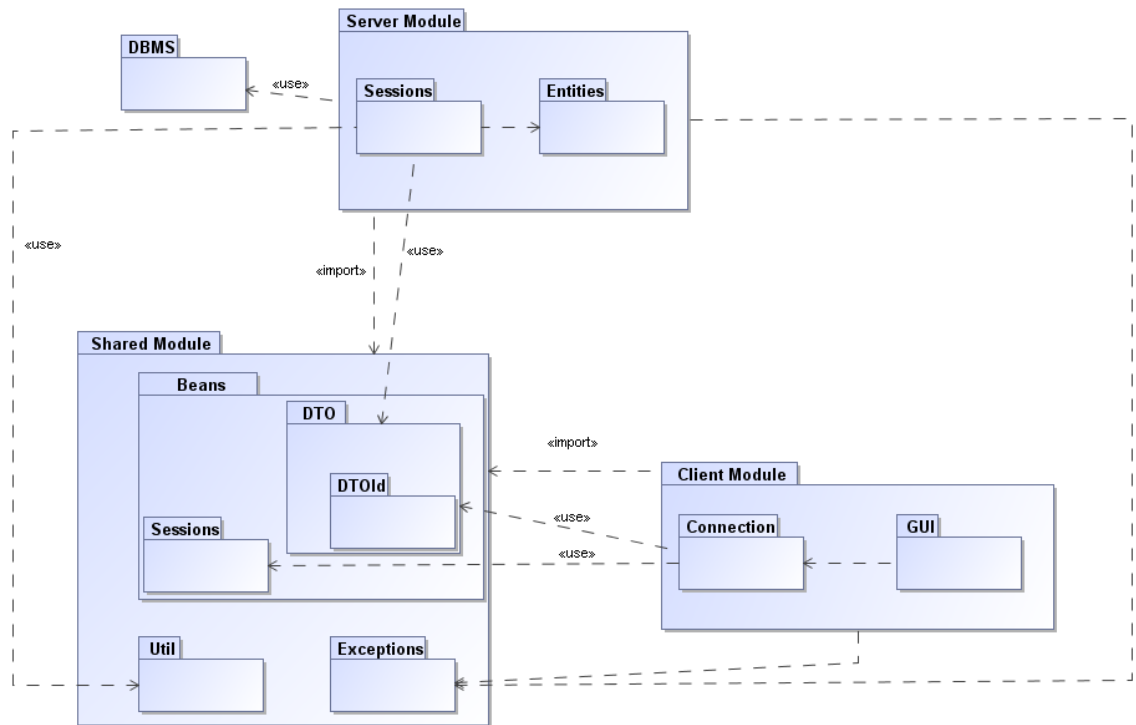 Server Module
DBMS
«use»
Sessions
Entities
«use»
«use»
«import»
Shared Module
Beans
DTO
«import»
Client Module
DTOId
«use»
Sessions
Connection
GUI
«use»
Util
Exceptions